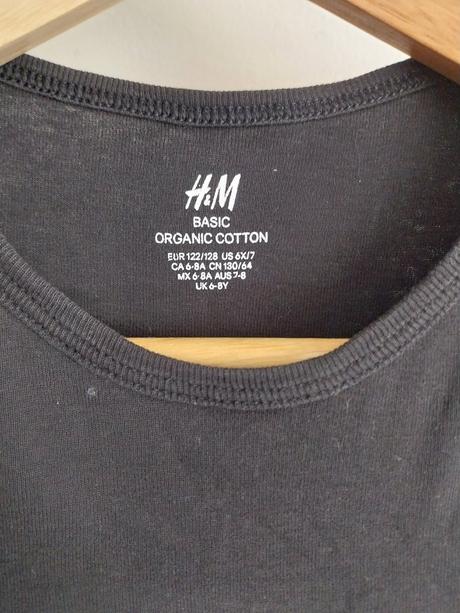 H&M
BASIC
ORGANIC COTTON
EUR 122/128 US 6X/7
CA 6-8A CN 130/64
MX 6-8A AUS 7-8
UK 6-8Y